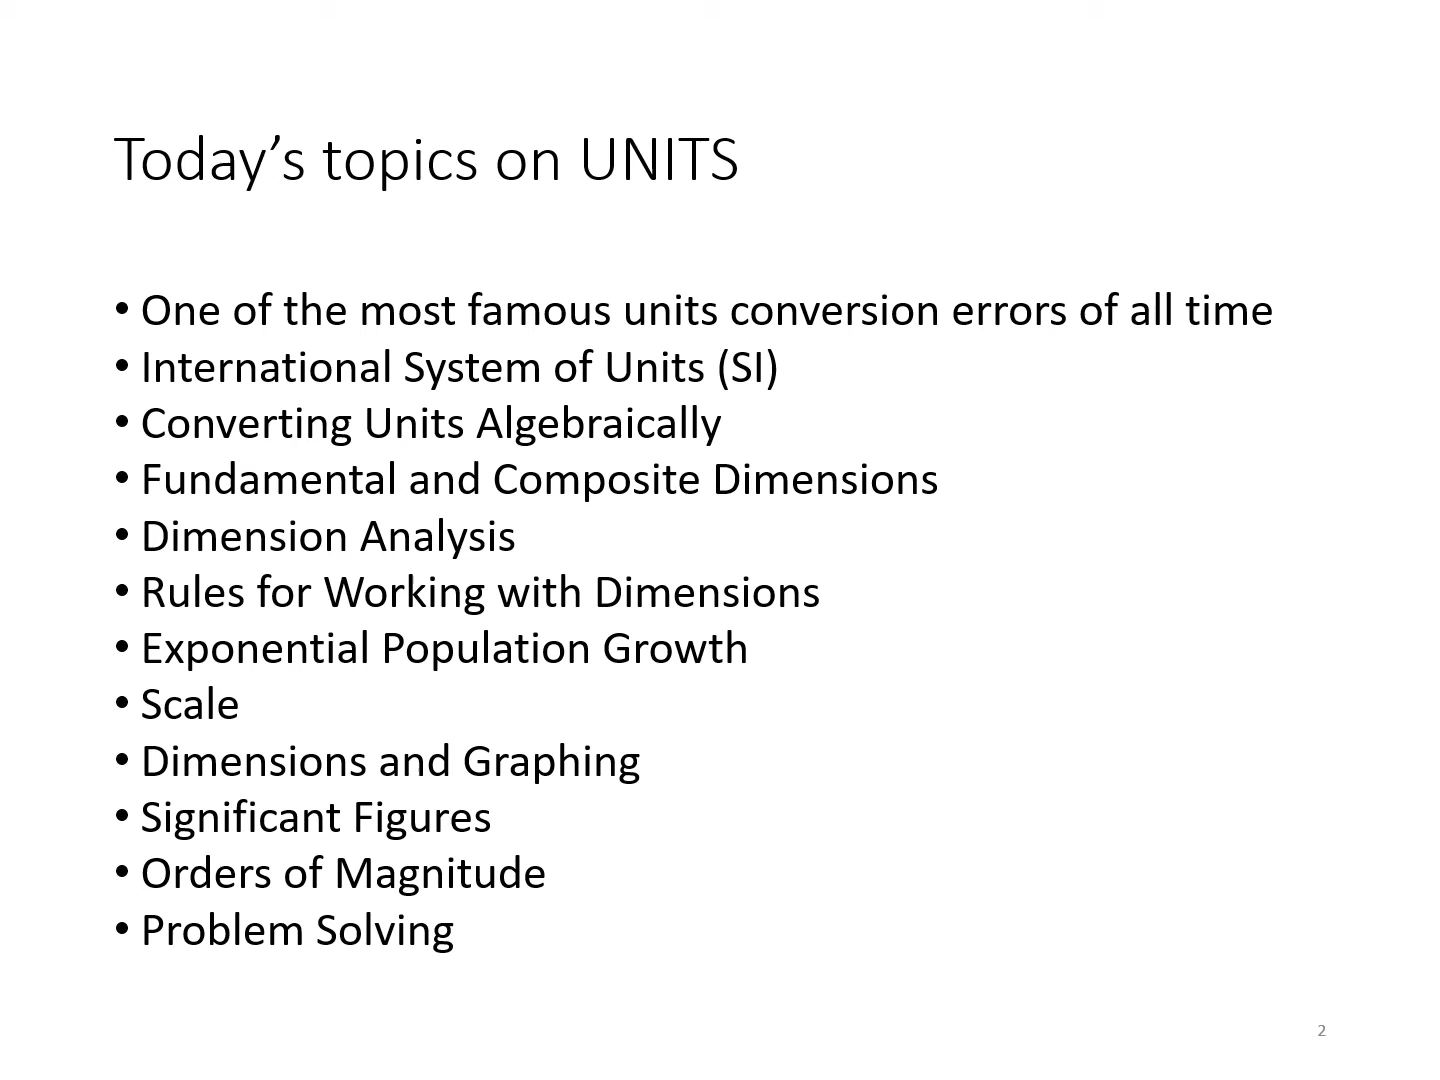 Today’s topics on UNITS
• One of the most famous units conversion errors of all time
• International System of Units (SI)
• Converting Units Algebraically
• Fundamental and Composite Dimensions
• Dimension Analysis
• Rules for Working with Dimensions
• Exponential Population Growth
• Scale
• Dimensions and Graphing
• Significant Figures
• Orders of Magnitude
• Problem Solving
2